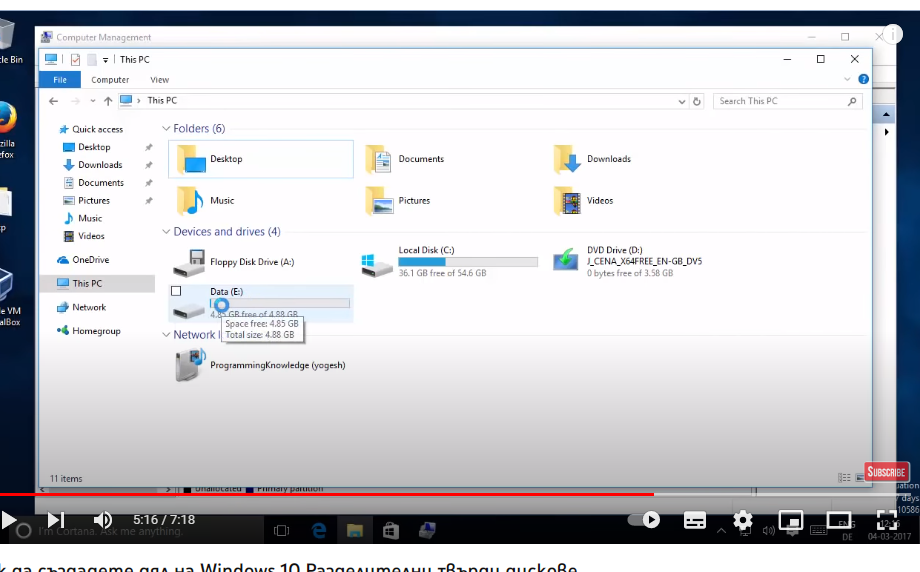 le Bin
Computer Management
This PC
File
Computer
View
This PC
Search This PC
Quick access
Desktop
Downloads
Documents
Pictures
Music
Videos
OneDrive
This PC
Network
Homegroup
Folders (6)
Desktop
Documents
Downloads
Music
Pictures
Videos
Devices and drives (4)
Floppy Disk Drive (A:)
Local Disk (C:)
36.1 GB free of 54.6 GB
DVD Drive (D:)
J_CENA_X64FREE_EN-GB_DV5
0 bytes free of 3.58 GB
Data (E:)
4.85 GB free of 4.88 GB
Space free: 4.85 GB
Total size: 4.88 GB
Network
ProgrammingKnowledge (yogesh)
11 items
zilla
efox
le VM
alBox
Unallocated
Primary partition
SUBSCRIBE
days
10586
5:16 / 7:18
I'm Cortana. Ask me anything.
ENG
DE
12:16
04-03-2017
к да създадете дял на Windows 10 Разделителни твърди дискове